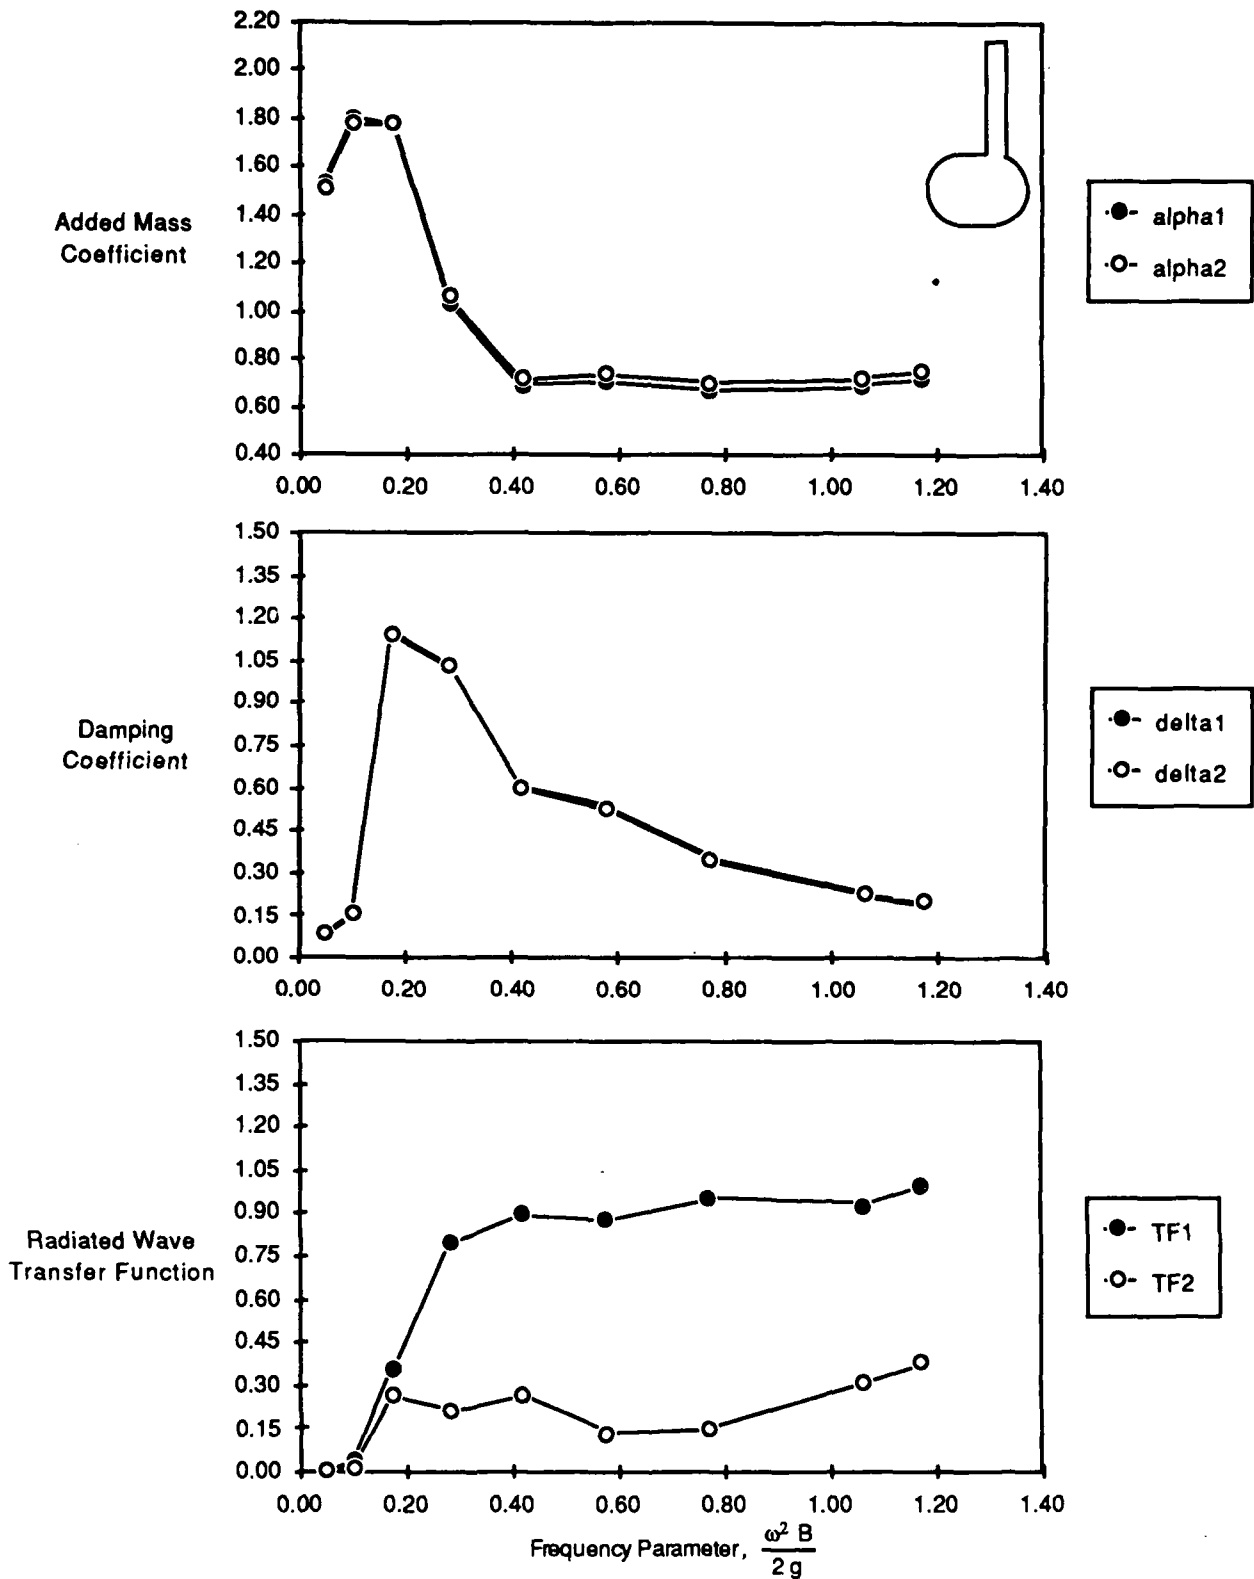 2.20
2.00
1.80
1.60
1.40
1.20
1.00
0.80
0.60
0.40
Added Mass
Coefficient
0.00 0.20 0.40 0.60 0.80 1.00 1.20 1.40
alpha1
alpha2
1.50
1.35
1.20
1.05
0.90
0.75
0.60
0.45
0.30
0.15
0.00
Damping
Coefficient
0.00 0.20 0.40 0.60 0.80 1.00 1.20 1.40
delta1
delta2
1.50
1.35
1.20
1.05
0.90
0.75
0.60
0.45
0.30
0.15
0.00
Radiated Wave
Transfer Function
0.00 0.20 0.40 0.60 0.80 1.00 1.20 1.40
TF1
TF2
Frequency Parameter, ω² B
2 g